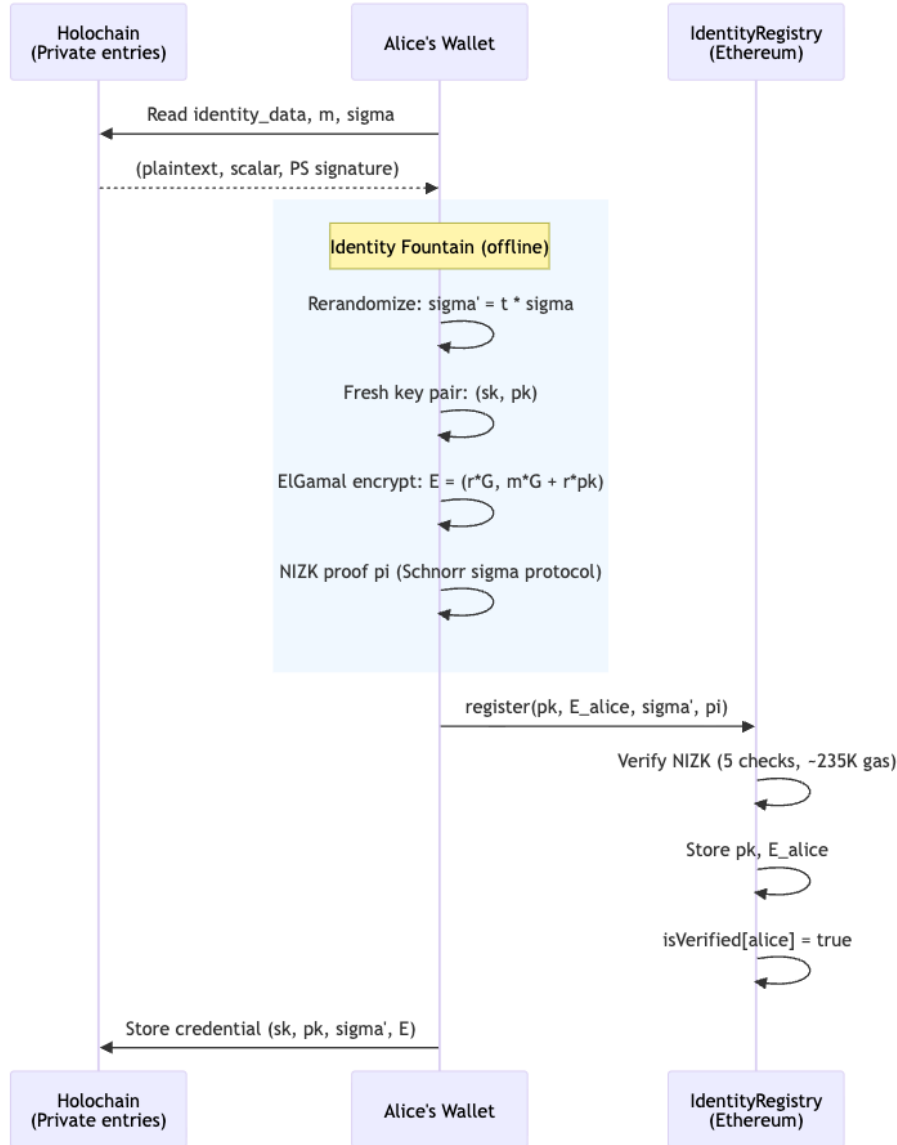 Holochain
(Private entries)
Alice's Wallet
IdentityRegistry
(Ethereum)
Read identity_data, m, sigma
(plaintext, scalar, PS signature)
Identity Fountain (offline)
Rerandomize: sigma' = t * sigma
Fresh key pair: (sk, pk)
ElGamal encrypt: E = (r*G, m*G + r*pk)
NIZK proof pi (Schnorr sigma protocol)
register(pk, E_alice, sigma', pi)
Verify NIZK (5 checks, ~235K gas)
Store pk, E_alice
isVerified[alice] = true
Store credential (sk, pk, sigma', E)
Holochain
(Private entries)
Alice's Wallet
IdentityRegistry
(Ethereum)